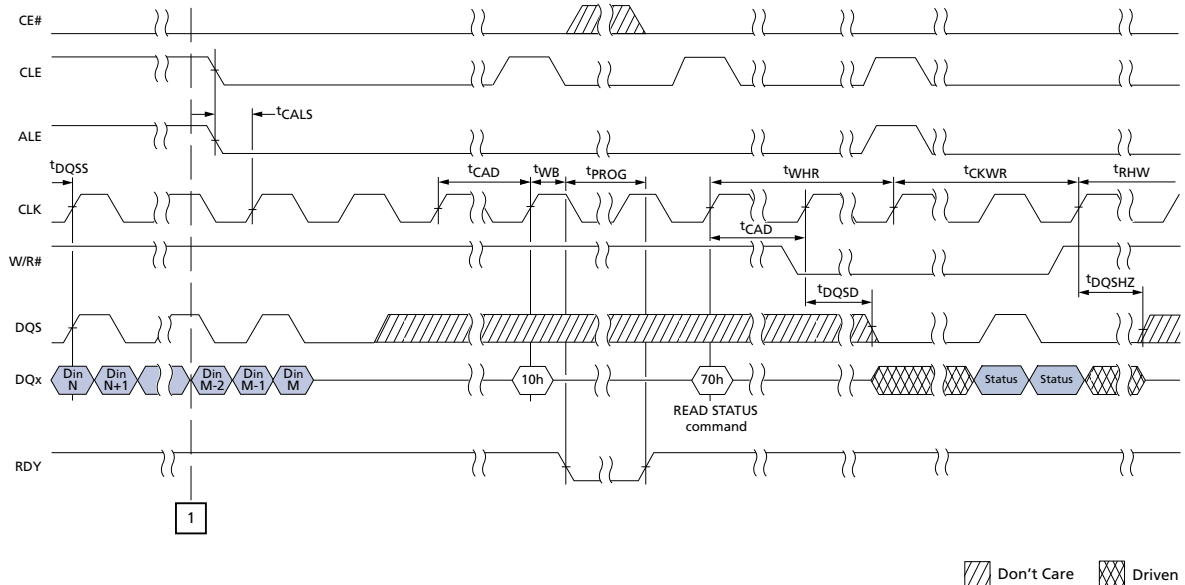 CE#
CLE
tCALS
ALE
tDQSS
tCAD
tWB
tPROG
tWHR
tCKWR
tRHW
CLK
tCAD
W/R#
tDQSD
tDQSHZ
DQS
DQx
Din N
Din N+1
Din M-2
Din M-1
Din M
10h
70h
Status
Status
READ STATUS
command
RDY
1
Don't Care
Driven